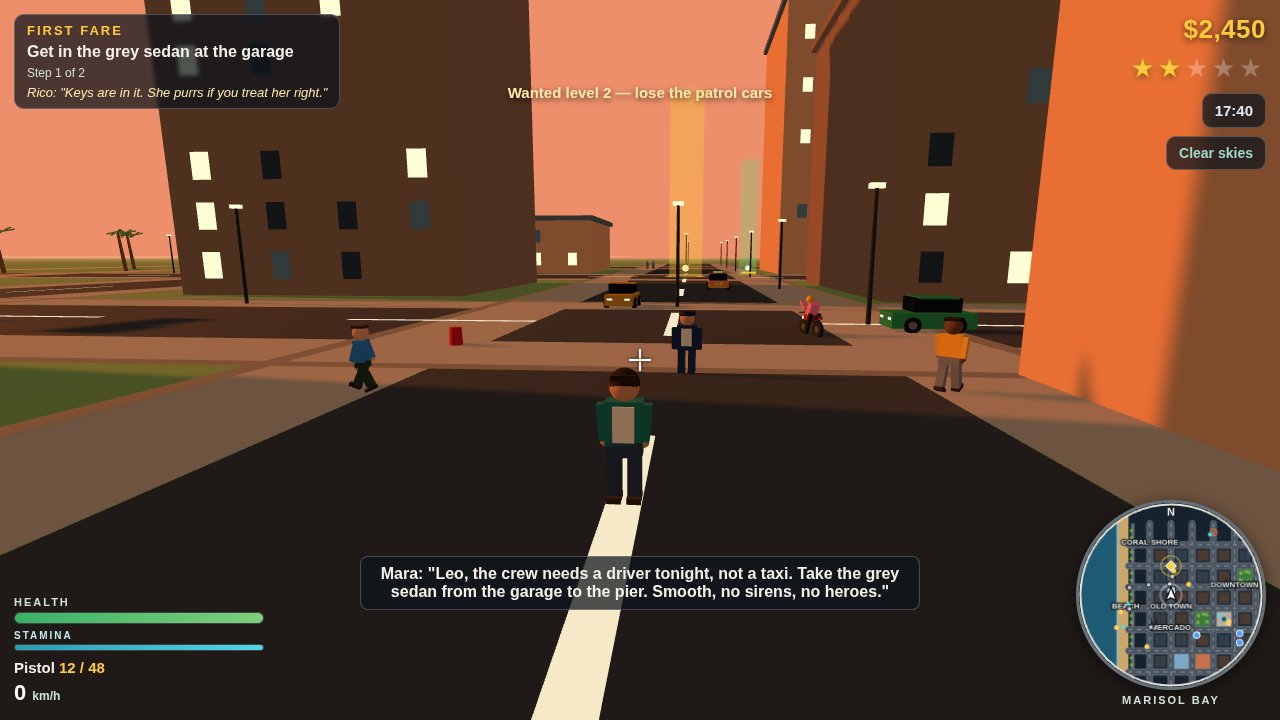 FIRST FARE
Get in the grey sedan at the garage
Step 1 of 2
Rico: "Keys are in it. She purrs if you treat her right."
Wanted level 2 — lose the patrol cars
$2,450
17:40
Clear skies
Mara: "Leo, the crew needs a driver tonight, not a taxi. Take the grey
sedan from the garage to the pier. Smooth, no sirens, no heroes."
HEALTH
STAMINA
Pistol 12 / 48
0 km/h
N
CORAL SHORE
DOWNTOWN
BEACH
OLD TOWN
MERCADO
MARISOL BAY